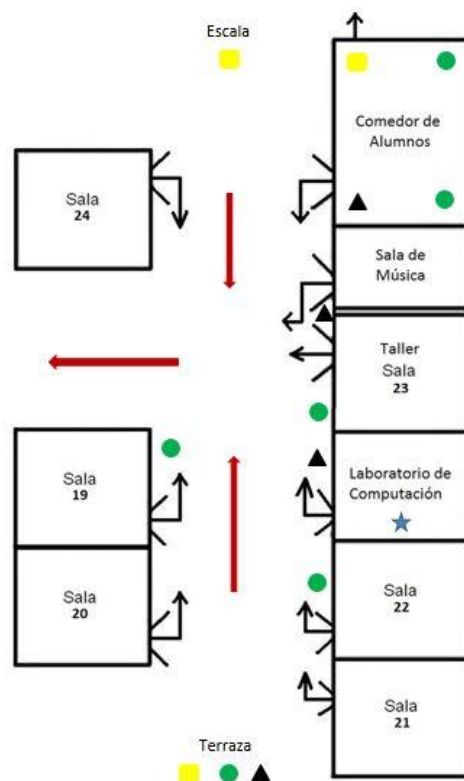 Escala
Comedor de
Alumnos
Sala
24
Sala de
Música
Taller
Sala
23
Sala
19
Laboratorio de
Computación
Sala
20
Sala
22
Sala
21
Terraza